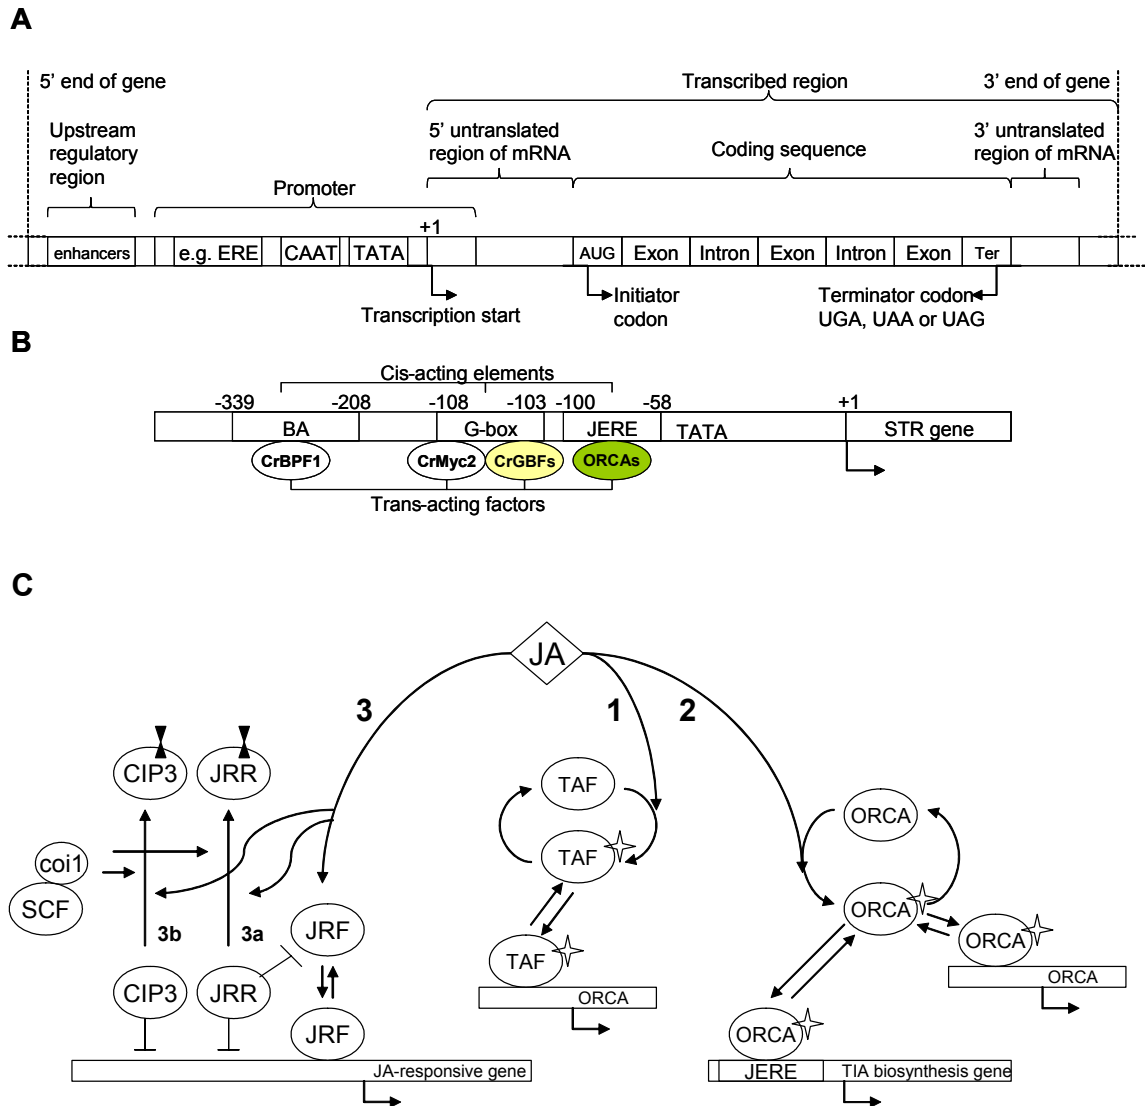 A
5’ end of gene
Transcribed region
3’ end of gene
Upstream
regulatory
region
5’ untranslated
region of mRNA
Coding sequence
3’ untranslated
region of mRNA
Promoter
+1
enhancers
e.g. ERE
CAAT
TATA
AUG
Exon
Intron
Exon
Intron
Exon
Ter
Transcription start
Initiator
codon
Terminator codon
UGA, UAA or UAG
B
Cis-acting elements
-339
-208
-108
-103
-100
-58
+1
BA
G-box
JERE
TATA
STR gene
CrBPF1
CrMyc2
CrGBFs
ORCAs
Trans-acting factors
C
JA
3
1
2
CIP3
JRR
TAF
ORCA
coi1
TAF
SCF
ORCA
3b
3a
JRF
ORCA
TAF
CIP3
JRR
ORCA
ORCA
JRF
ORCA
JA-responsive gene
JERE
TIA biosynthesis gene